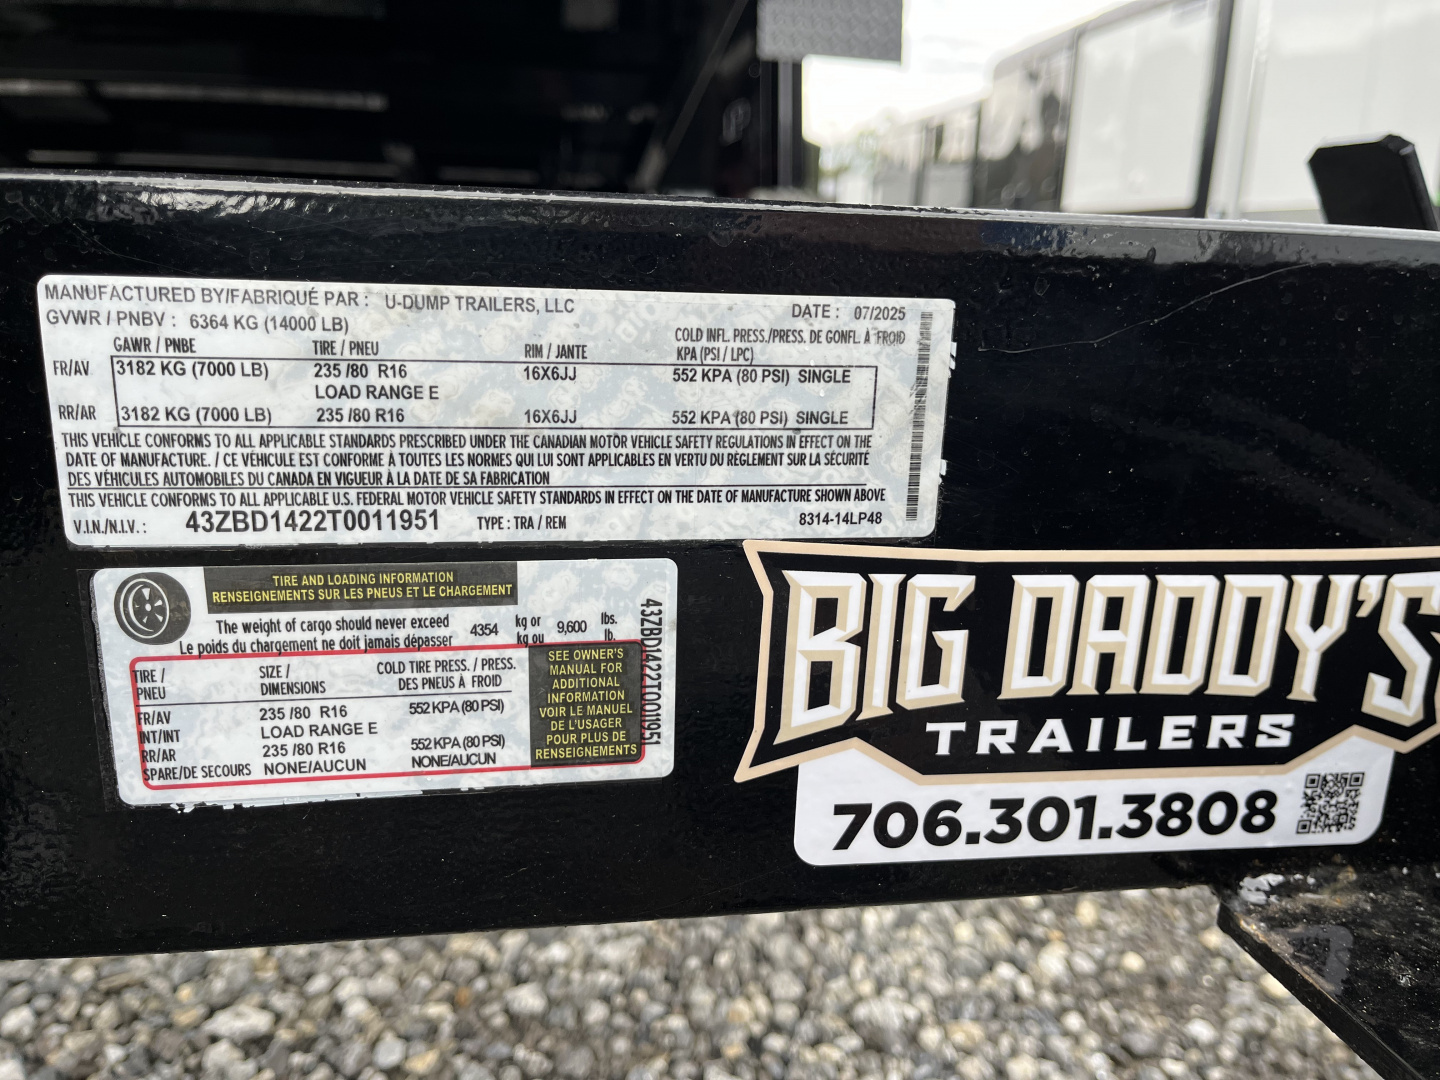 MANUFACTURED BY/FABRIQUÉ PAR : U-DUMP TRAILERS, LLC DATE : 07/2025
GVWR / PNBV : 6364 KG (14000 LB)
GAWR / PNBE TIRE / PNEU RIM / JANTE COLD INFL. PRESS./PRESS. DE GONFL. À FROID
KPA (PSI / LPC)
FR/AV 3182 KG (7000 LB) 235 /80 R16 16X6JJ 552 KPA (80 PSI) SINGLE
LOAD RANGE E
RR/AR 3182 KG (7000 LB) 235 /80 R16 16X6JJ 552 KPA (80 PSI) SINGLE
THIS VEHICLE CONFORMS TO ALL APPLICABLE STANDARDS PRESCRIBED UNDER THE CANADIAN MOTOR VEHICLE SAFETY REGULATIONS IN EFFECT ON THE
DATE OF MANUFACTURE. / CE VÉHICULE EST CONFORME À TOUTES LES NORMES QUI LUI SONT APPLICABLES EN VERTU DU RÈGLEMENT SUR LA SÉCURITÉ
DES VÉHICULES AUTOMOBILES DU CANADA EN VIGUEUR À LA DATE DE SA FABRICATION
THIS VEHICLE CONFORMS TO ALL APPLICABLE U.S. FEDERAL MOTOR VEHICLE SAFETY STANDARDS IN EFFECT ON THE DATE OF MANUFACTURE SHOWN ABOVE
V.I.N./N.I.V. : 43ZBD1422T0011951 TYPE : TRA / REM 8314-14LP48
TIRE AND LOADING INFORMATION
RENSEIGNEMENTS SUR LES PNEUS ET LE CHARGEMENT
The weight of cargo should never exceed 4354 kg or 9,600 lbs.
Le poids du chargement ne doit jamais dépasser kg ou lb.
TIRE / SIZE / COLD TIRE PRESS. / PRESS.
PNEU DIMENSIONS DES PNEUS À FROID
FR/AV 235 /80 R16 552 KPA (80 PSI)
INT/INT LOAD RANGE E
RR/AR 235 /80 R16 552 KPA (80 PSI)
SPARE/DE SECOURS NONE/AUCUN NONE/AUCUN
SEE OWNER'S
MANUAL FOR
ADDITIONAL
INFORMATION
VOIR LE MANUEL
DE L'USAGER
POUR PLUS DE
RENSEIGNEMENTS
43ZBD1422T0011951
BIG DADDY'S
TRAILERS
706.301.3808